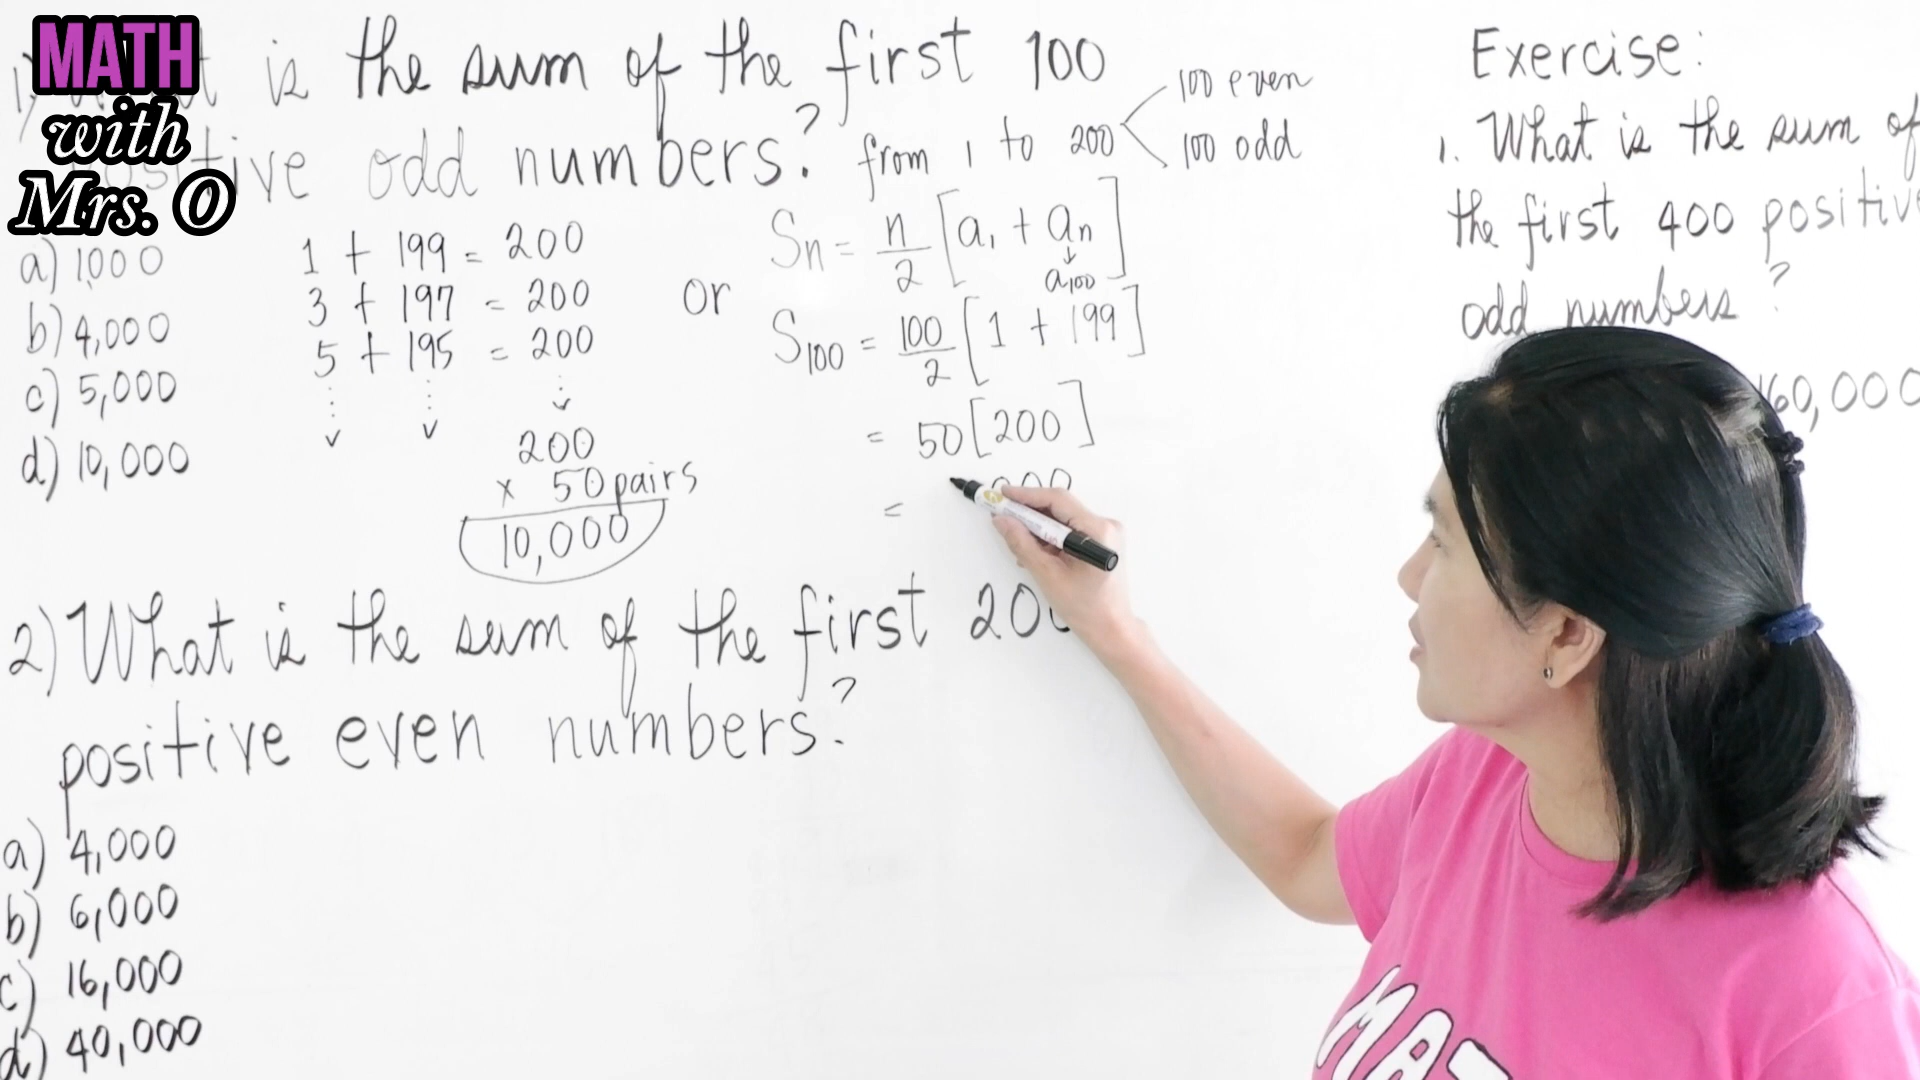 MATH
with
Mrs. O
1) is the sum of the first 100
positive odd numbers?
from 1 to 200
100 even
100 odd
a) 1,000
b) 4,000
c) 5,000
d) 10,000
1 + 199 = 200
3 + 197 = 200
5 + 195 = 200
200
x 50 pairs
10,000
or
Sn = n/2 [a1 + an]
a100
S100 = 100/2 [1 + 199]
= 50 [200]
=
2) What is the sum of the first
positive even numbers?
a) 4,000
b) 6,000
c) 16,000
d) 40,000
Exercise:
1. What is the sum of
the first 400 positive
odd numbers?
160,000